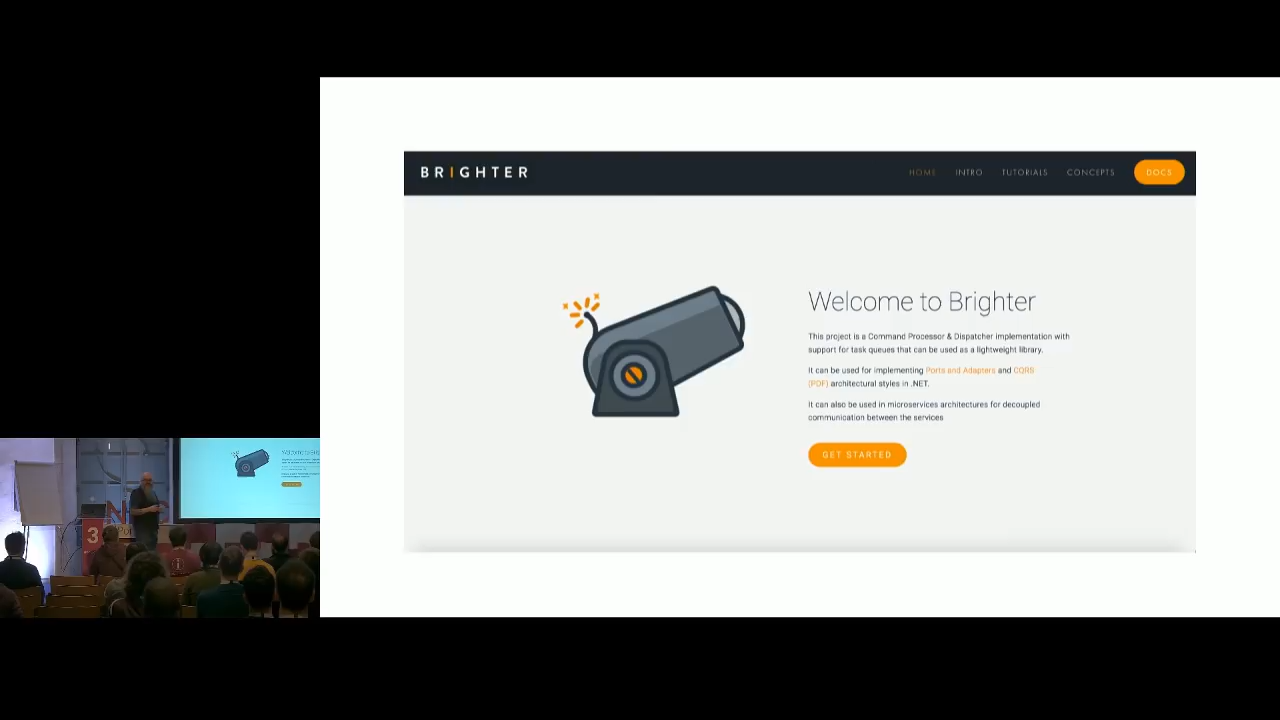 BRIGHTER
HOME INTRO TUTORIALS CONCEPTS DOCS
Welcome to Brighter
This project is a Command Processor & Dispatcher implementation with
support for task queues that can be used as a lightweight library.
It can be used for implementing Ports and Adapters and CQRS
(PDF) architectural styles in .NET.
It can also be used in microservices architectures for decoupled
communication between the services
GET STARTED
3